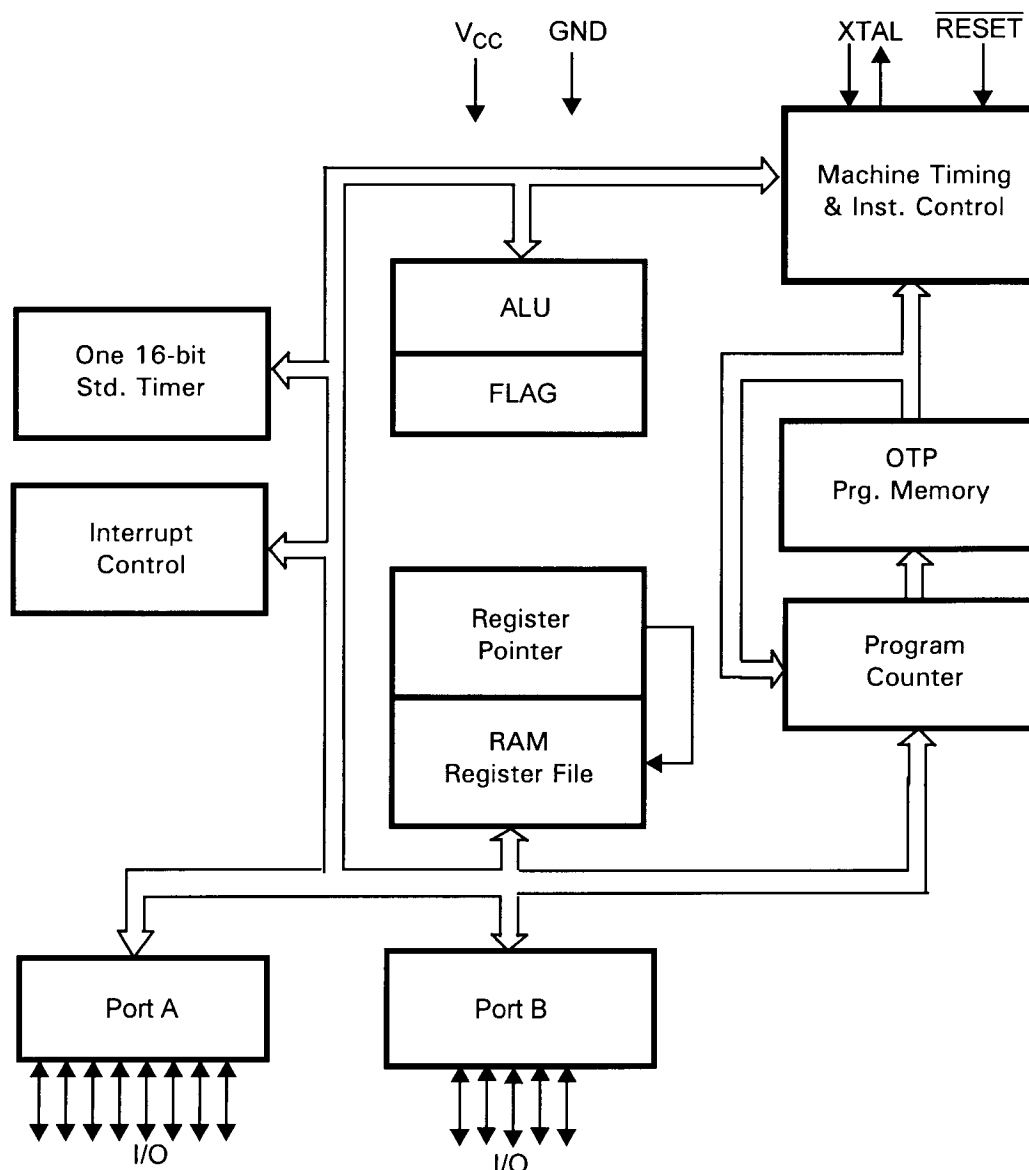 VCC GND XTAL RESET
Machine Timing
& Inst. Control
ALU
FLAG
One 16-bit
Std. Timer
OTP
Prg. Memory
Interrupt
Control
Register
Pointer
Program
Counter
RAM
Register File
Port A
Port B
I/O
I/O